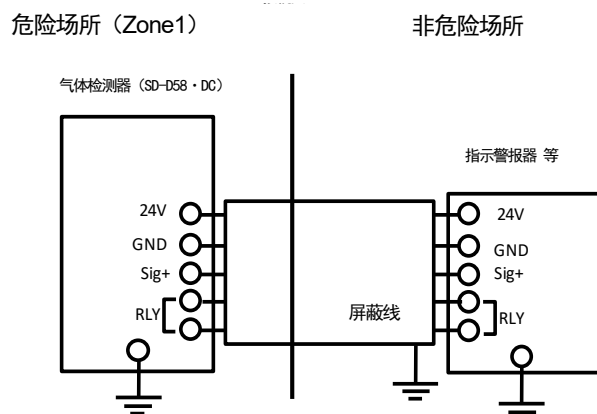 危险场所（Zone1）
非危险场所
气体检测器（SD-D58・DC）
指示警报器 等
24V
GND
Sig+
RLY
屏蔽线
24V
GND
Sig+
RLY